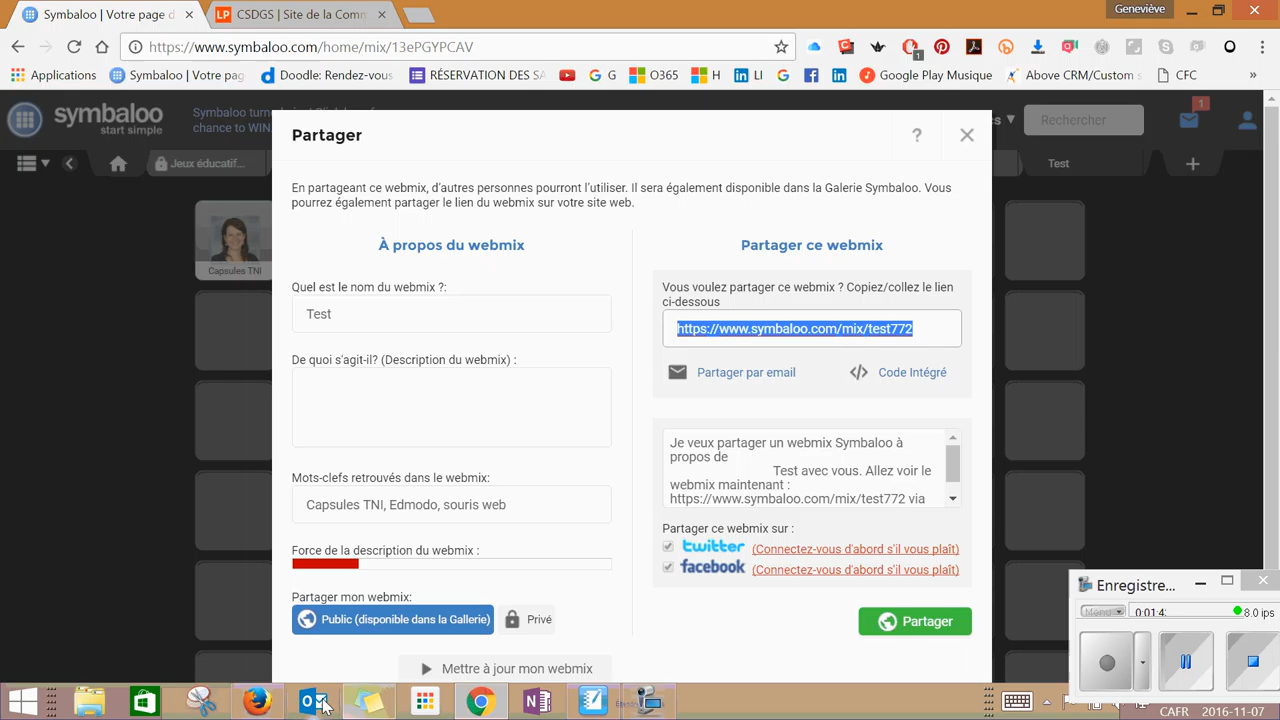 Symbaloo | Votre page d
CSDGS | Site de la Comm
Geneviève
https://www.symbaloo.com/home/mix/13ePGYPCAV
1
Applications
Symbaloo | Votre pag
Doodle: Rendez-vous
RÉSERVATION DES SA
G
O365
H
LI
Google Play Musique
Above CRM/Custom s
CFC
»
symbaloo
start simple
chance to WIN
Rechercher
1
Jeux éducatif...
Test
Capsules TNI
Partager
?
En partageant ce webmix, d'autres personnes pourront l'utiliser. Il sera également disponible dans la Galerie Symbaloo. Vous
pourrez également partager le lien du webmix sur votre site web.
À propos du webmix
Quel est le nom du webmix ?:
Test
De quoi s'agit-il? (Description du webmix) :
Mots-clefs retrouvés dans le webmix:
Capsules TNI, Edmodo, souris web
Force de la description du webmix :
Partager mon webmix:
Public (disponible dans la Gallerie)
Privé
Mettre à jour mon webmix
Partager ce webmix
Vous voulez partager ce webmix ? Copiez/collez le lien
ci-dessous
https://www.symbaloo.com/mix/test772
Partager par email
Code Intégré
Je veux partager un webmix Symbaloo à
propos de
Test avec vous. Allez voir le
webmix maintenant :
https://www.symbaloo.com/mix/test772 via
Partager ce webmix sur :
twitter (Connectez-vous d'abord s'il vous plaît)
facebook (Connectez-vous d'abord s'il vous plaît)
Partager
Enregistre...
Menu
0:01:4
8.0 ips
CAFR
2016-11-07